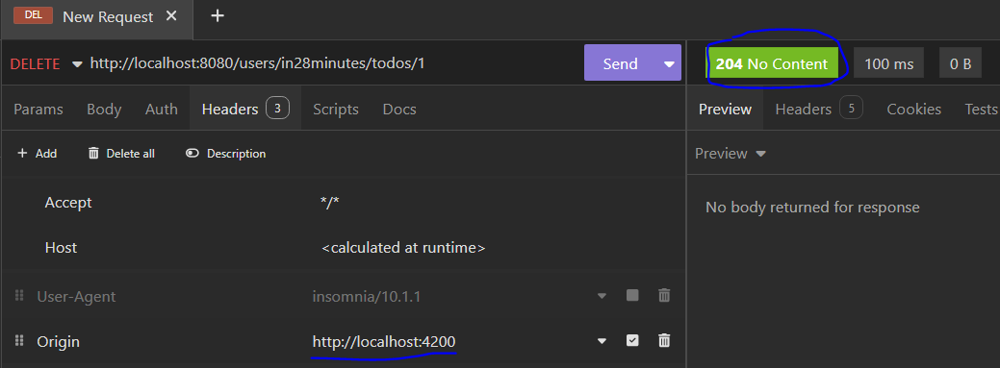 DEL New Request
DELETE http://localhost:8080/users/in28minutes/todos/1 Send
204 No Content 100 ms 0 B
Params Body Auth Headers 3 Scripts Docs
Preview Headers 5 Cookies Tests
+ Add Delete all Description
Preview
Accept */*
Host <calculated at runtime>
User-Agent insomnia/10.1.1
Origin http://localhost:4200
No body returned for response